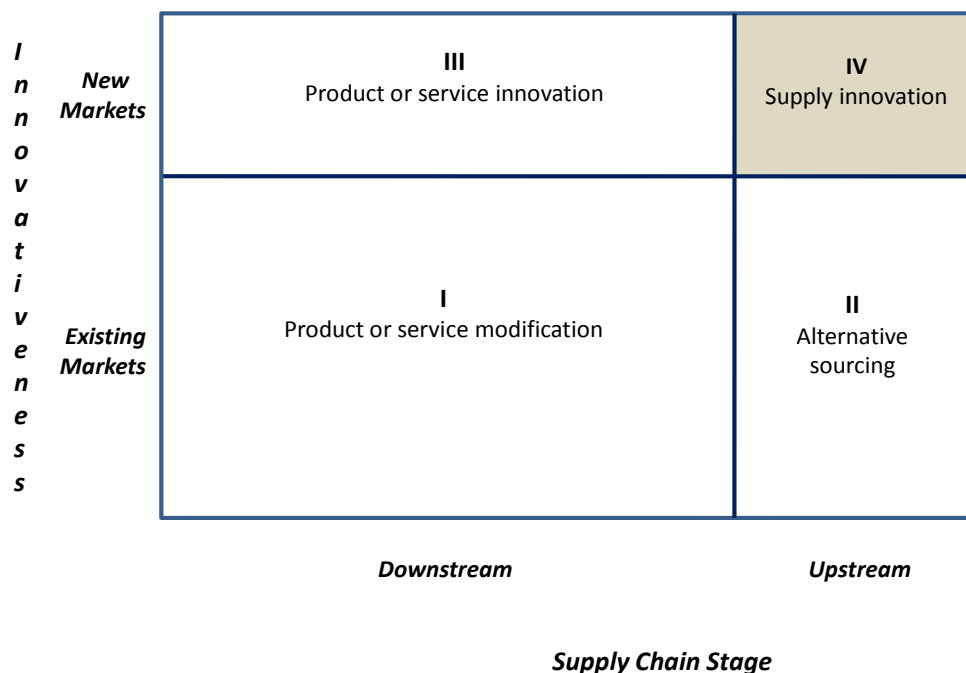 Innovativeness
New
Markets
III
Product or service innovation
IV
Supply innovation
Existing
Markets
I
Product or service modification
II
Alternative
sourcing
Downstream
Upstream
Supply Chain Stage